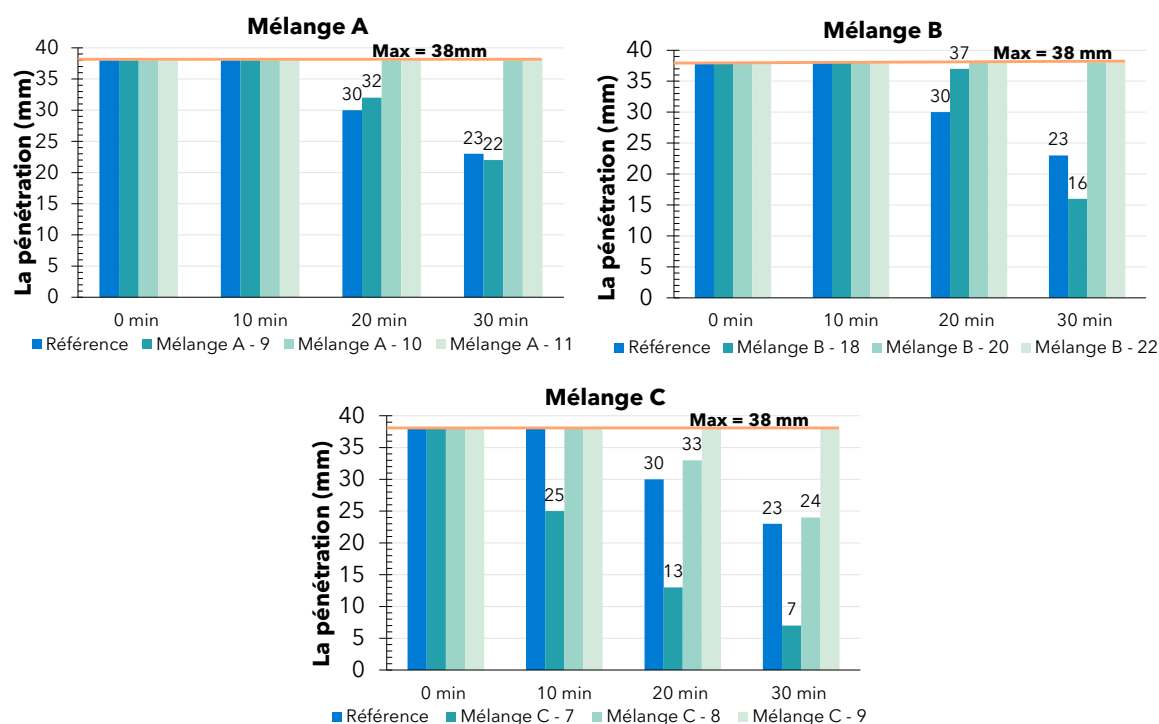 Mélange A
Max = 38mm
La pénétration (mm)
40
35
30
25
20
15
10
5
0
30
32
23
22
0 min
10 min
20 min
30 min
Référence
Mélange A - 9
Mélange A - 10
Mélange A - 11
Mélange B
Max = 38 mm
La pénétration (mm)
40
35
30
25
20
15
10
5
0
30
37
23
16
0 min
10 min
20 min
30 min
Référence
Mélange B - 18
Mélange B - 20
Mélange B - 22
Mélange C
Max = 38 mm
La pénétration (mm)
40
35
30
25
20
15
10
5
0
25
30
13
33
23
7
24
0 min
10 min
20 min
30 min
Référence
Mélange C - 7
Mélange C - 8
Mélange C - 9